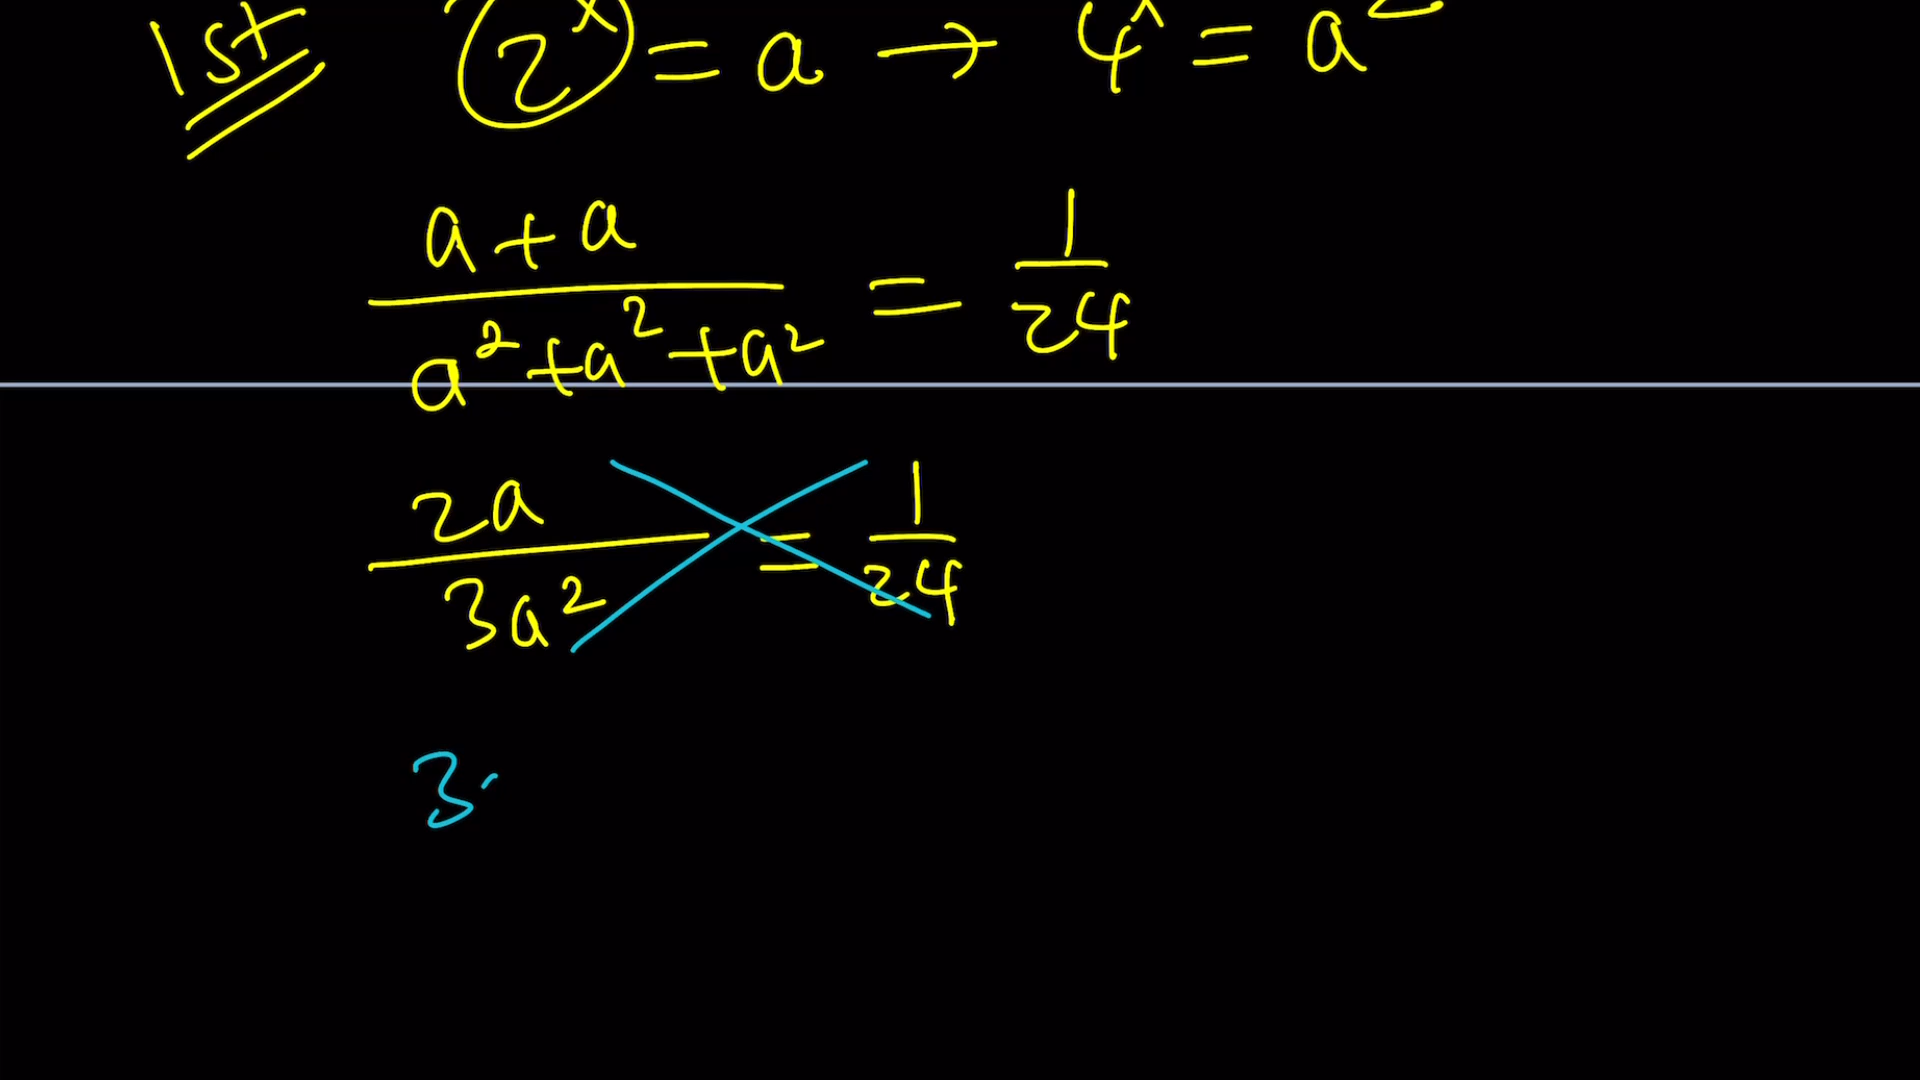 1st 2^x = a → 4^x = a^2
a + a / a^2 + a^2 + a^2 = 1 / 24
2a / 3a^2 = 1 / 24
3